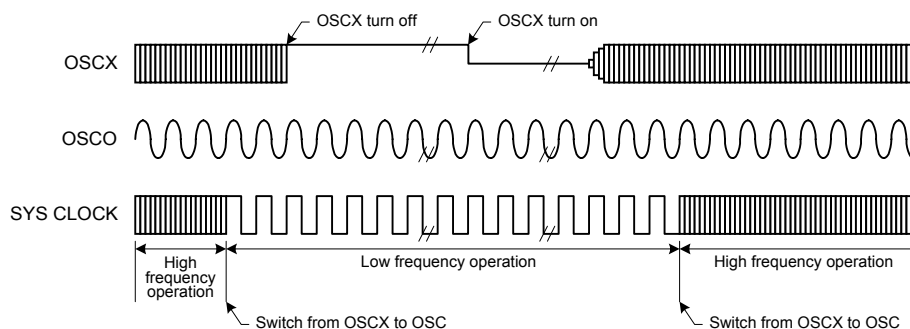 OSCX turn off
OSCX turn on
OSCX
OSCO
SYS CLOCK
High
frequency
operation
Low frequency operation
High frequency operation
Switch from OSCX to OSC
Switch from OSCX to OSC